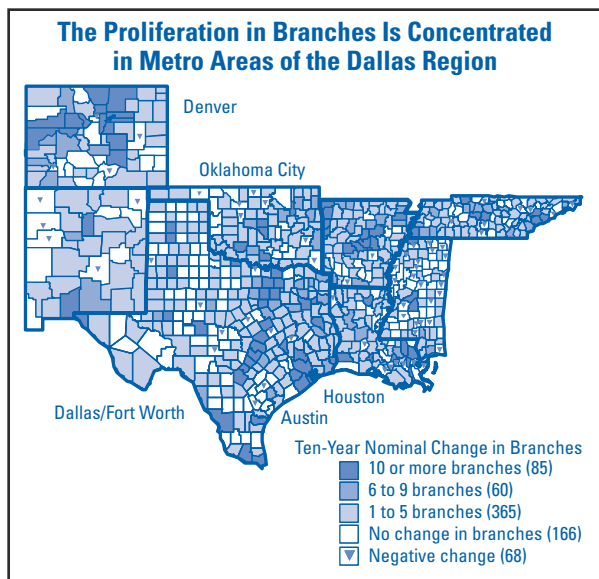 The Proliferation in Branches Is Concentrated
in Metro Areas of the Dallas Region
Denver
Oklahoma City
Houston
Dallas/Fort Worth
Austin
Ten-Year Nominal Change in Branches
10 or more branches (85)
6 to 9 branches (60)
1 to 5 branches (365)
No change in branches (166)
Negative change (68)